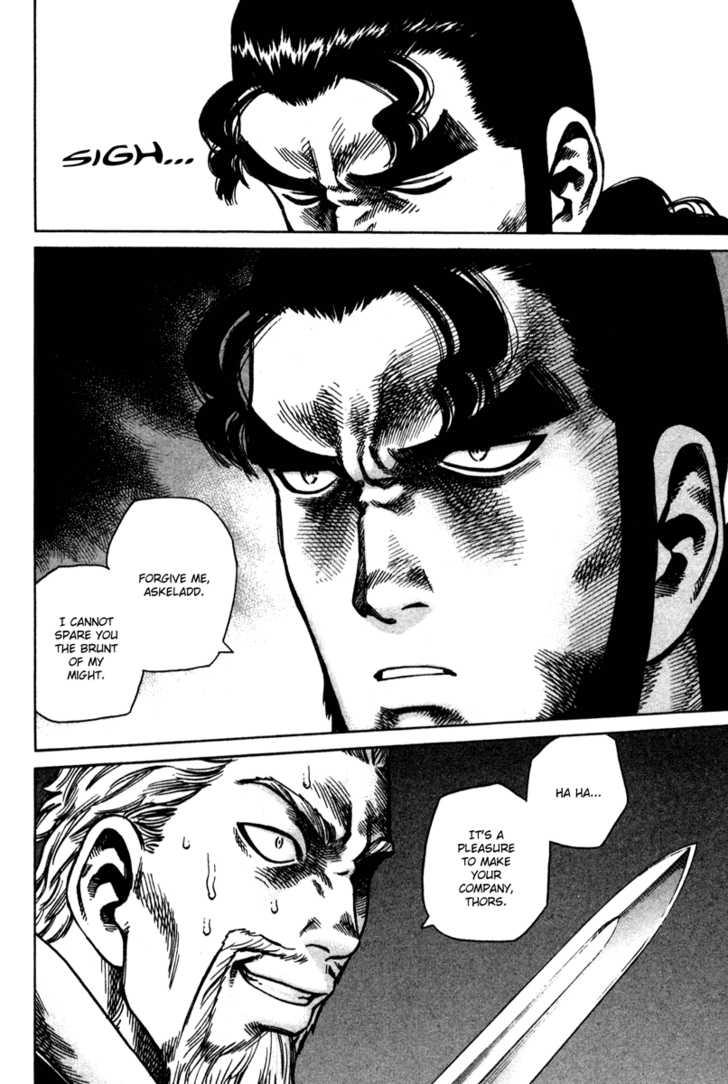 SIGH...
FORGIVE ME,
ASKELADD.
I CANNOT
SPARE YOU
THE BRUNT
OF MY
MIGHT.
HA HA...
IT'S A
PLEASURE
TO MAKE
YOUR
COMPANY,
THORS.